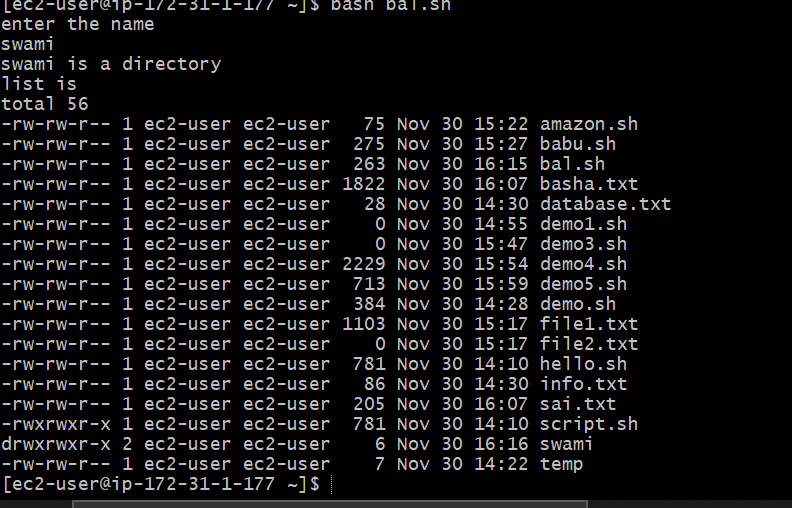 [ec2-user@ip-172-31-1-177 ~]$ bash bal.sh
enter the name
swami
swami is a directory
list is
total 56
-rw-rw-r-- 1 ec2-user ec2-user   75 Nov 30 15:22 amazon.sh
-rw-rw-r-- 1 ec2-user ec2-user  275 Nov 30 15:27 babu.sh
-rw-rw-r-- 1 ec2-user ec2-user  263 Nov 30 16:15 bal.sh
-rw-rw-r-- 1 ec2-user ec2-user 1822 Nov 30 16:07 basha.txt
-rw-rw-r-- 1 ec2-user ec2-user   28 Nov 30 14:30 database.txt
-rw-rw-r-- 1 ec2-user ec2-user    0 Nov 30 14:55 demo1.sh
-rw-rw-r-- 1 ec2-user ec2-user    0 Nov 30 15:47 demo3.sh
-rw-rw-r-- 1 ec2-user ec2-user 2229 Nov 30 15:54 demo4.sh
-rw-rw-r-- 1 ec2-user ec2-user  713 Nov 30 15:59 demo5.sh
-rw-rw-r-- 1 ec2-user ec2-user  384 Nov 30 14:28 demo.sh
-rw-rw-r-- 1 ec2-user ec2-user 1103 Nov 30 15:17 file1.txt
-rw-rw-r-- 1 ec2-user ec2-user    0 Nov 30 15:17 file2.txt
-rw-rw-r-- 1 ec2-user ec2-user  781 Nov 30 14:10 hello.sh
-rw-rw-r-- 1 ec2-user ec2-user   86 Nov 30 14:30 info.txt
-rw-rw-r-- 1 ec2-user ec2-user  205 Nov 30 16:07 sai.txt
-rwxrwxr-x 1 ec2-user ec2-user  781 Nov 30 14:10 script.sh
drwxrwxr-x 2 ec2-user ec2-user    6 Nov 30 16:16 swami
-rw-rw-r-- 1 ec2-user ec2-user    7 Nov 30 14:22 temp
[ec2-user@ip-172-31-1-177 ~]$